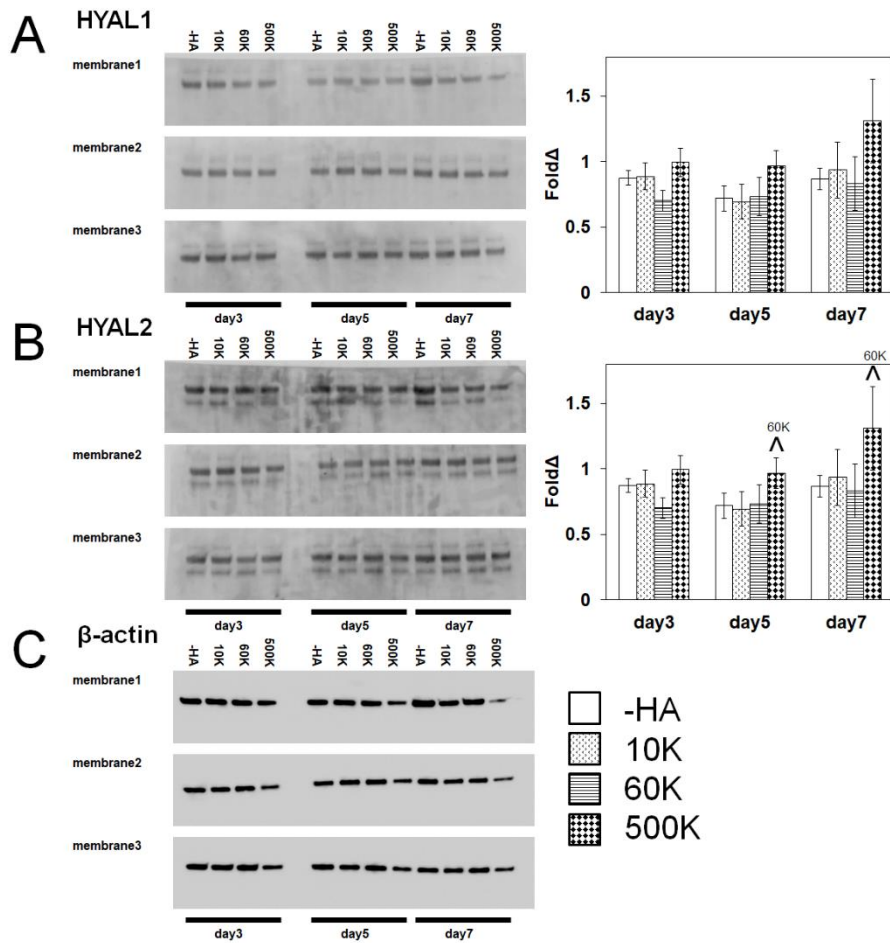 A HYAL1
-HA 10K 60K 500K -HA 10K 60K 500K -HA 10K 60K 500K
membrane1
membrane2
membrane3
day3 day5 day7
FoldΔ
1.5
1
0.5
0
day3 day5 day7
B HYAL2
-HA 10K 60K 500K -HA 10K 60K 500K -HA 10K 60K 500K
membrane1
membrane2
membrane3
day3 day5 day7
FoldΔ
1.5
1
0.5
0
60K
^
60K
^
day3 day5 day7
C β-actin
-HA 10K 60K 500K -HA 10K 60K 500K -HA 10K 60K 500K
membrane1
membrane2
membrane3
day3 day5 day7
-HA
10K
60K
500K